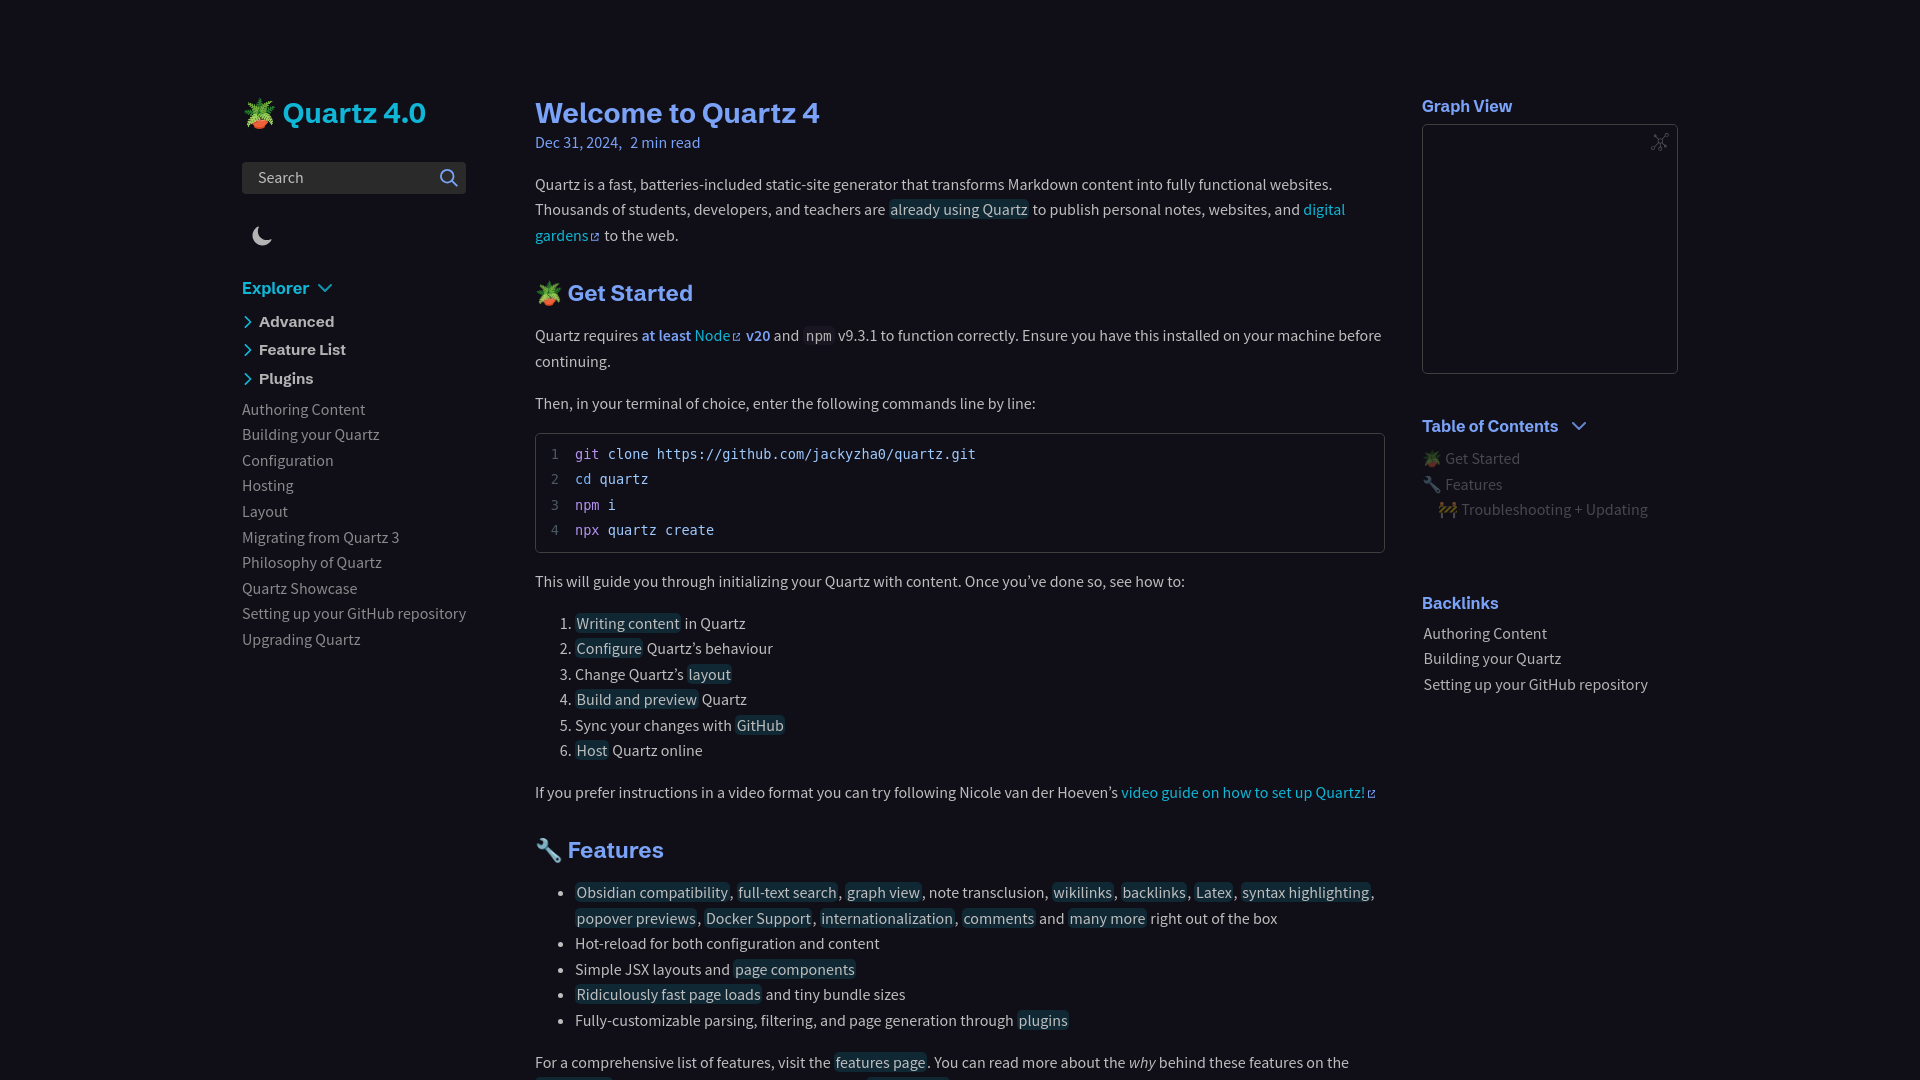 🪴 Quartz 4.0
Search
Explorer
Advanced
Feature List
Plugins
Authoring Content
Building your Quartz
Configuration
Hosting
Layout
Migrating from Quartz 3
Philosophy of Quartz
Quartz Showcase
Setting up your GitHub repository
Upgrading Quartz
Welcome to Quartz 4
Dec 31, 2024, 2 min read
Quartz is a fast, batteries-included static-site generator that transforms Markdown content into fully functional websites.
Thousands of students, developers, and teachers are already using Quartz to publish personal notes, websites, and digital
gardens to the web.
🪴 Get Started
Quartz requires at least Node v20 and npm v9.3.1 to function correctly. Ensure you have this installed on your machine before
continuing.
Then, in your terminal of choice, enter the following commands line by line:
1 git clone https://github.com/jackyzha0/quartz.git
2 cd quartz
3 npm i
4 npx quartz create
This will guide you through initializing your Quartz with content. Once you’ve done so, see how to:
1. Writing content in Quartz
2. Configure Quartz’s behaviour
3. Change Quartz’s layout
4. Build and preview Quartz
5. Sync your changes with GitHub
6. Host Quartz online
If you prefer instructions in a video format you can try following Nicole van der Hoeven’s video guide on how to set up Quartz!
🔧 Features
• Obsidian compatibility, full-text search, graph view, note transclusion, wikilinks, backlinks, Latex, syntax highlighting,
popover previews, Docker Support, internationalization, comments and many more right out of the box
• Hot-reload for both configuration and content
• Simple JSX layouts and page components
• Ridiculously fast page loads and tiny bundle sizes
• Fully-customizable parsing, filtering, and page generation through plugins
For a comprehensive list of features, visit the features page. You can read more about the why behind these features on the
Graph View
Table of Contents
🪴 Get Started
🔧 Features
🚧 Troubleshooting + Updating
Backlinks
Authoring Content
Building your Quartz
Setting up your GitHub repository